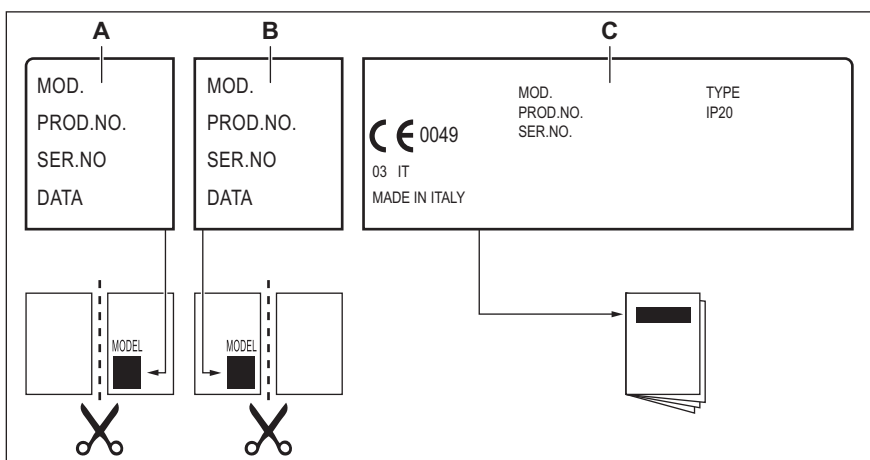 A
B
C
MOD.
PROD.NO.
SER.NO
DATA
MOD.
PROD.NO.
SER.NO
DATA
MOD.
PROD.NO.
SER.NO.
TYPE
IP20
CE 0049
03 IT
MADE IN ITALY
MODEL
MODEL